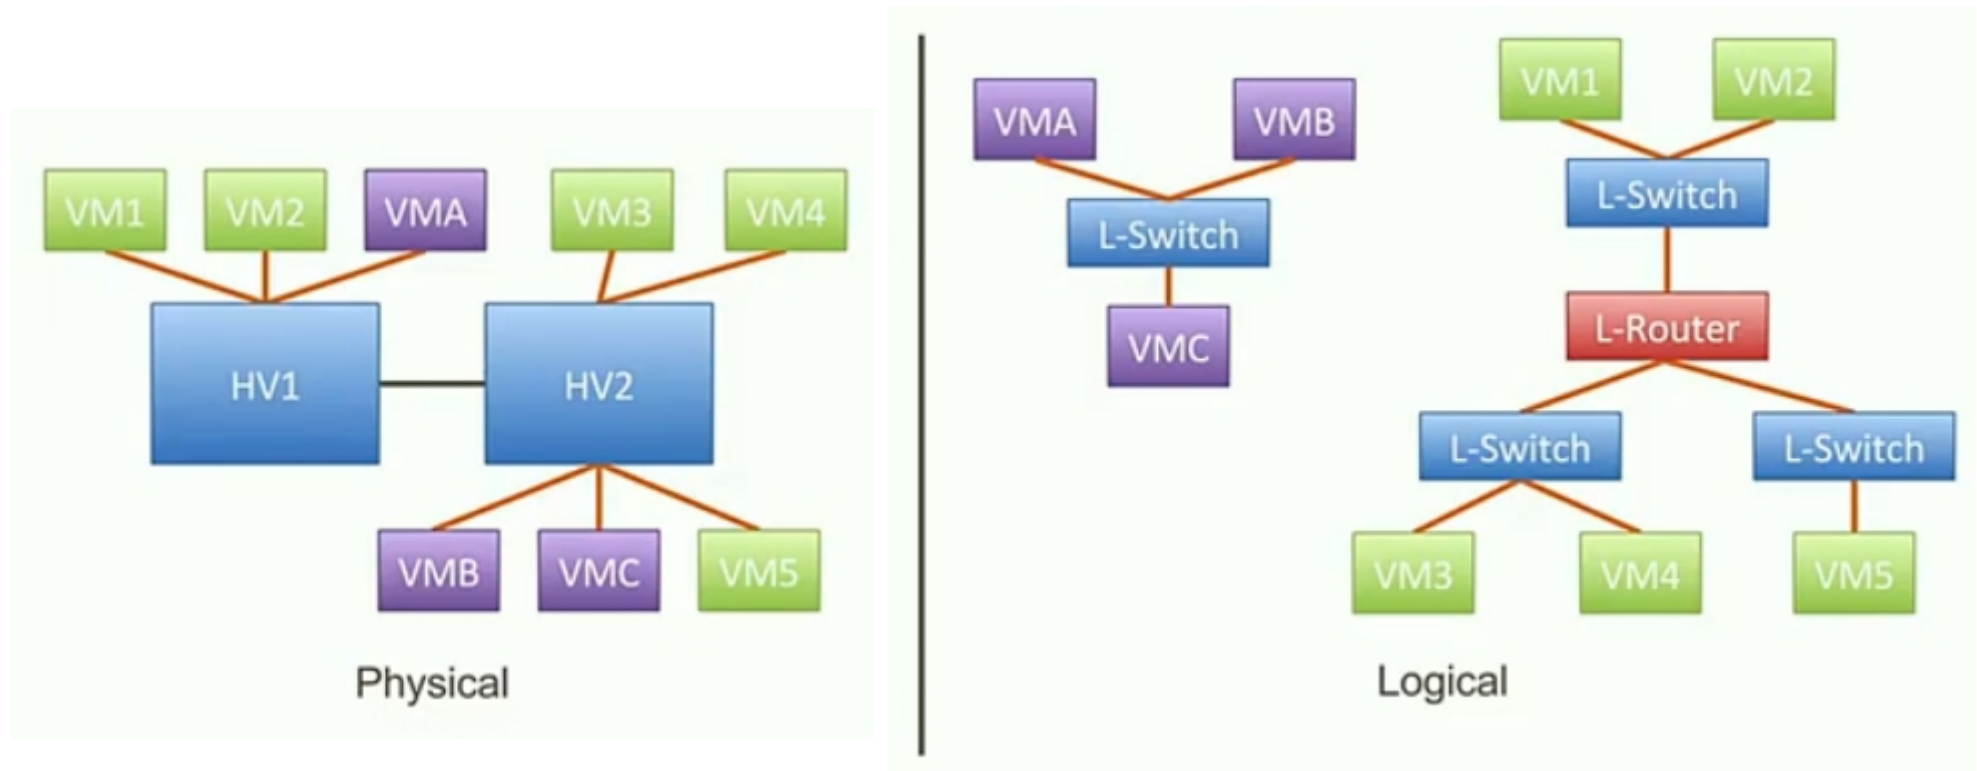 VM1
VM2
VMA
VM3
VM4
HV1
HV2
VMB
VMC
VM5
Physical
VMA
VMB
L-Switch
VMC
VM1
VM2
L-Switch
L-Router
L-Switch
L-Switch
VM3
VM4
VM5
Logical